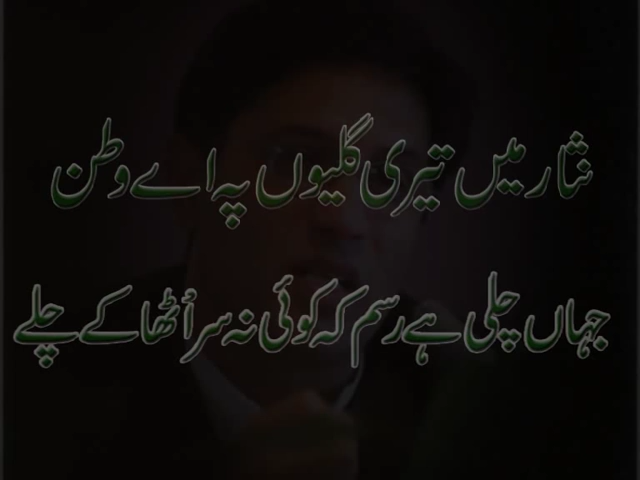 نثار میں تیری گلیوں پہ اے وطن
جہاں چلی ہے رسم کہ کوئی نہ سر اُٹھا کے چلے